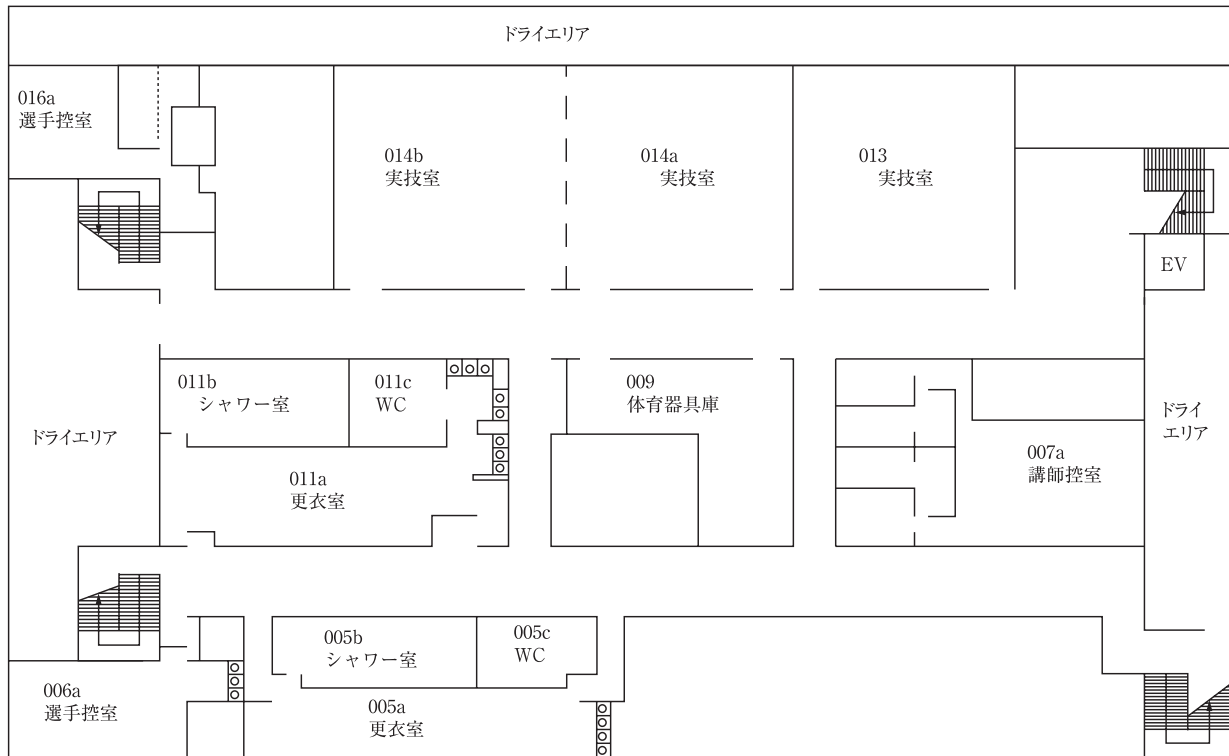 ドライエリア
016a
選手控室
014b
実技室
014a
実技室
013
実技室
EV
011b
シャワー室
011c
WC
009
体育器具庫
ドライエリア
ドライ
エリア
007a
講師控室
011a
更衣室
005b
シャワー室
005c
WC
006a
選手控室
005a
更衣室